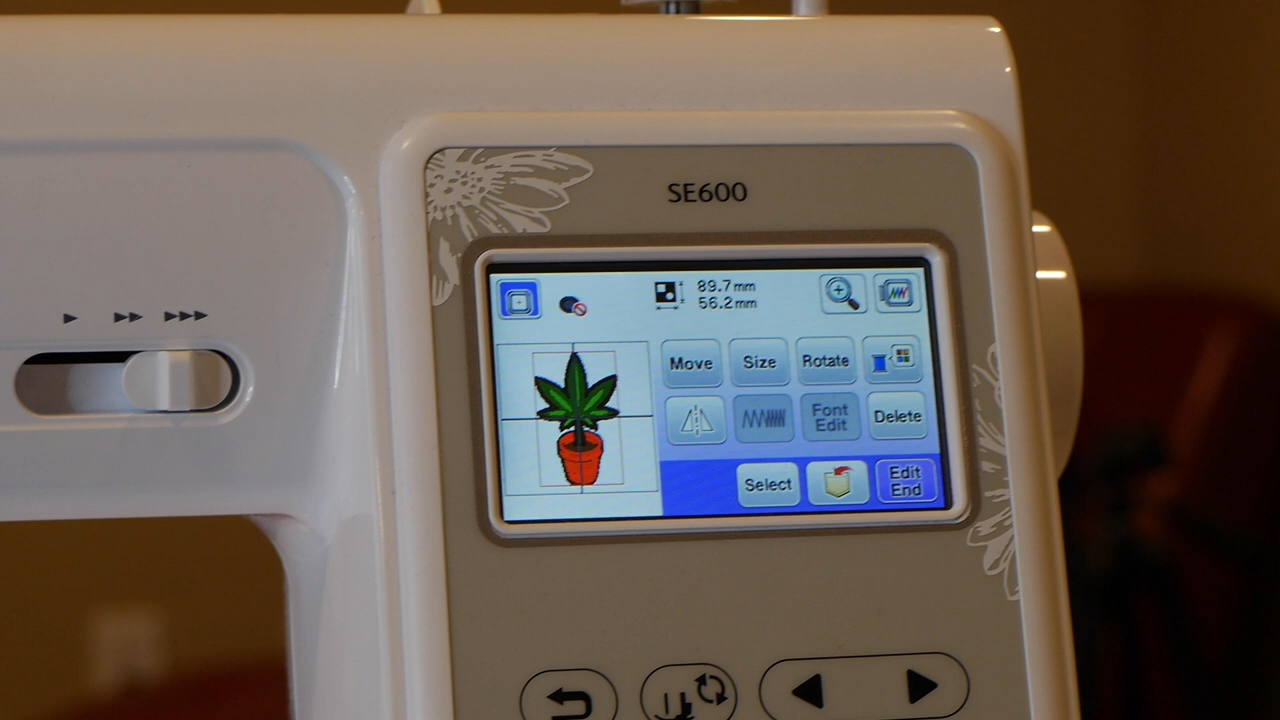 SE600
89.7mm
56.2mm
Move
Size
Rotate
Font
Edit
Delete
Select
Edit
End